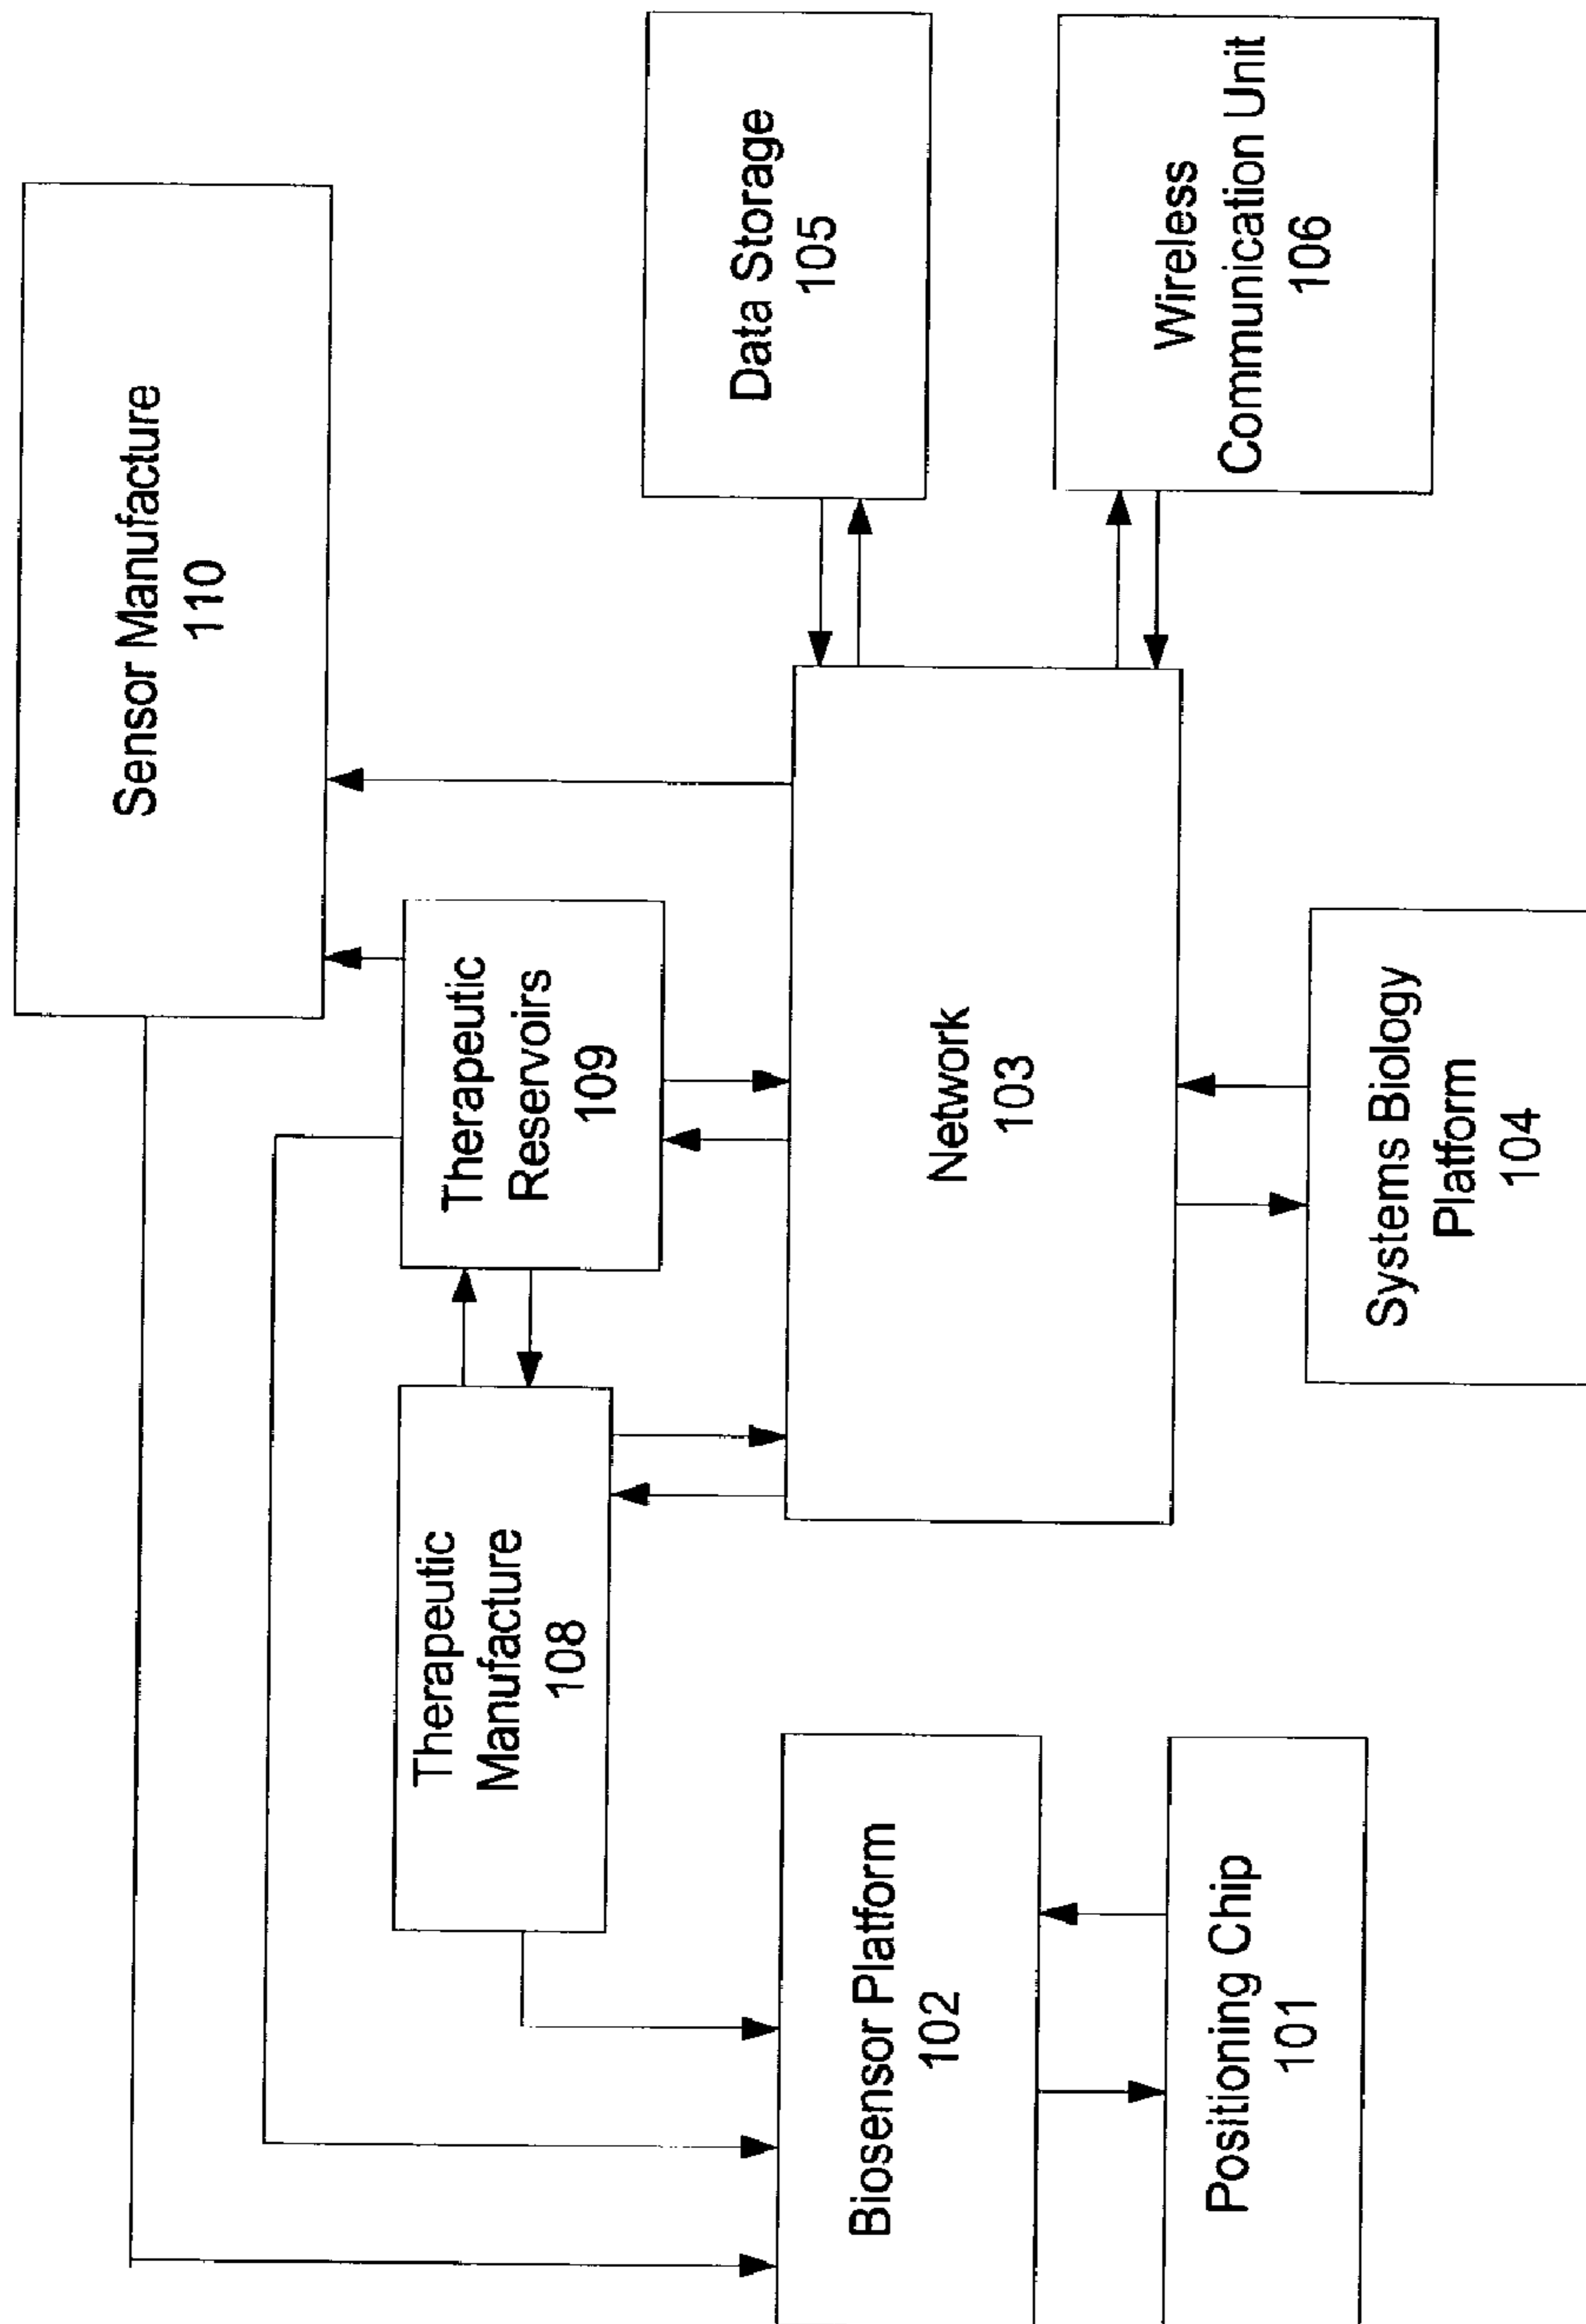 Sensor Manufacture
110
Therapeutic
Manufacture
108
Therapeutic
Reservoirs
109
Data Storage
105
Biosensor Platform
102
Network
103
Wireless
Communication Unit
106
Positioning Chip
101
Systems Biology
Platform
104